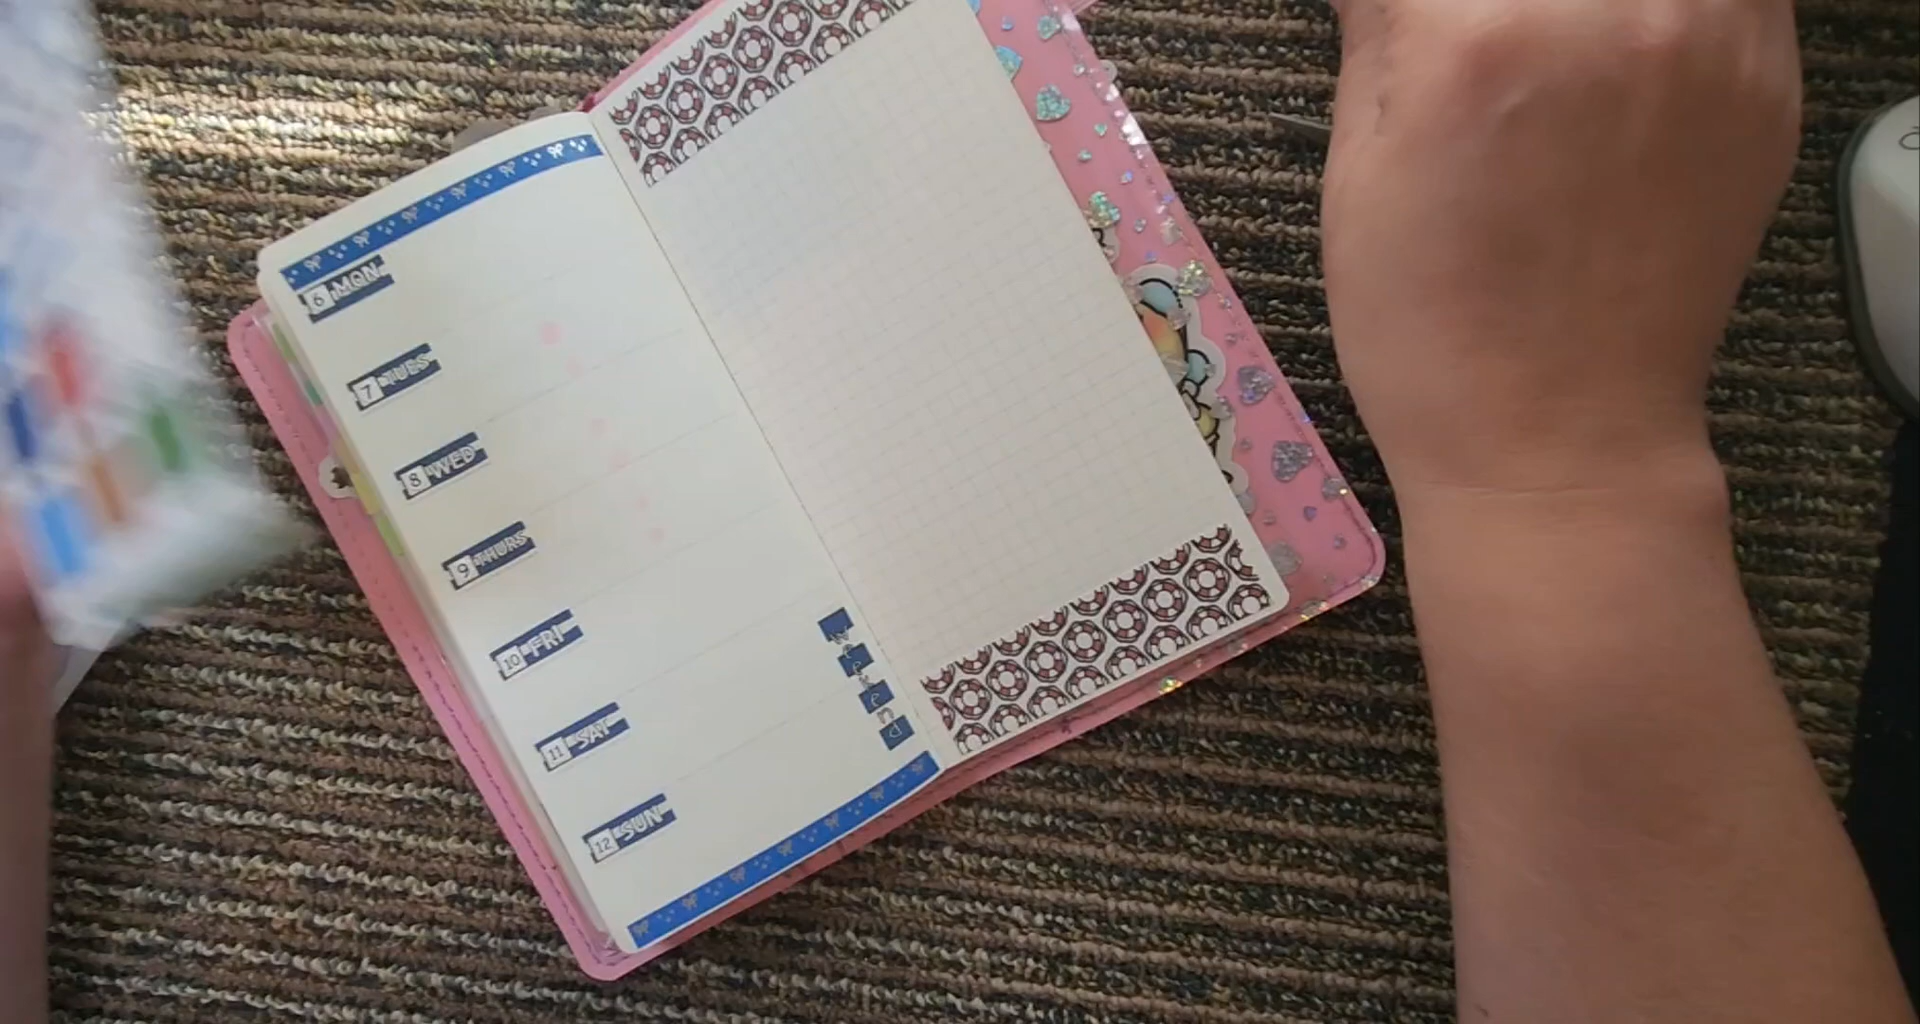 6 MON
7 TUES
8 WED
9 THURS
10 FRI
11 SAT
12 SUN
weekend